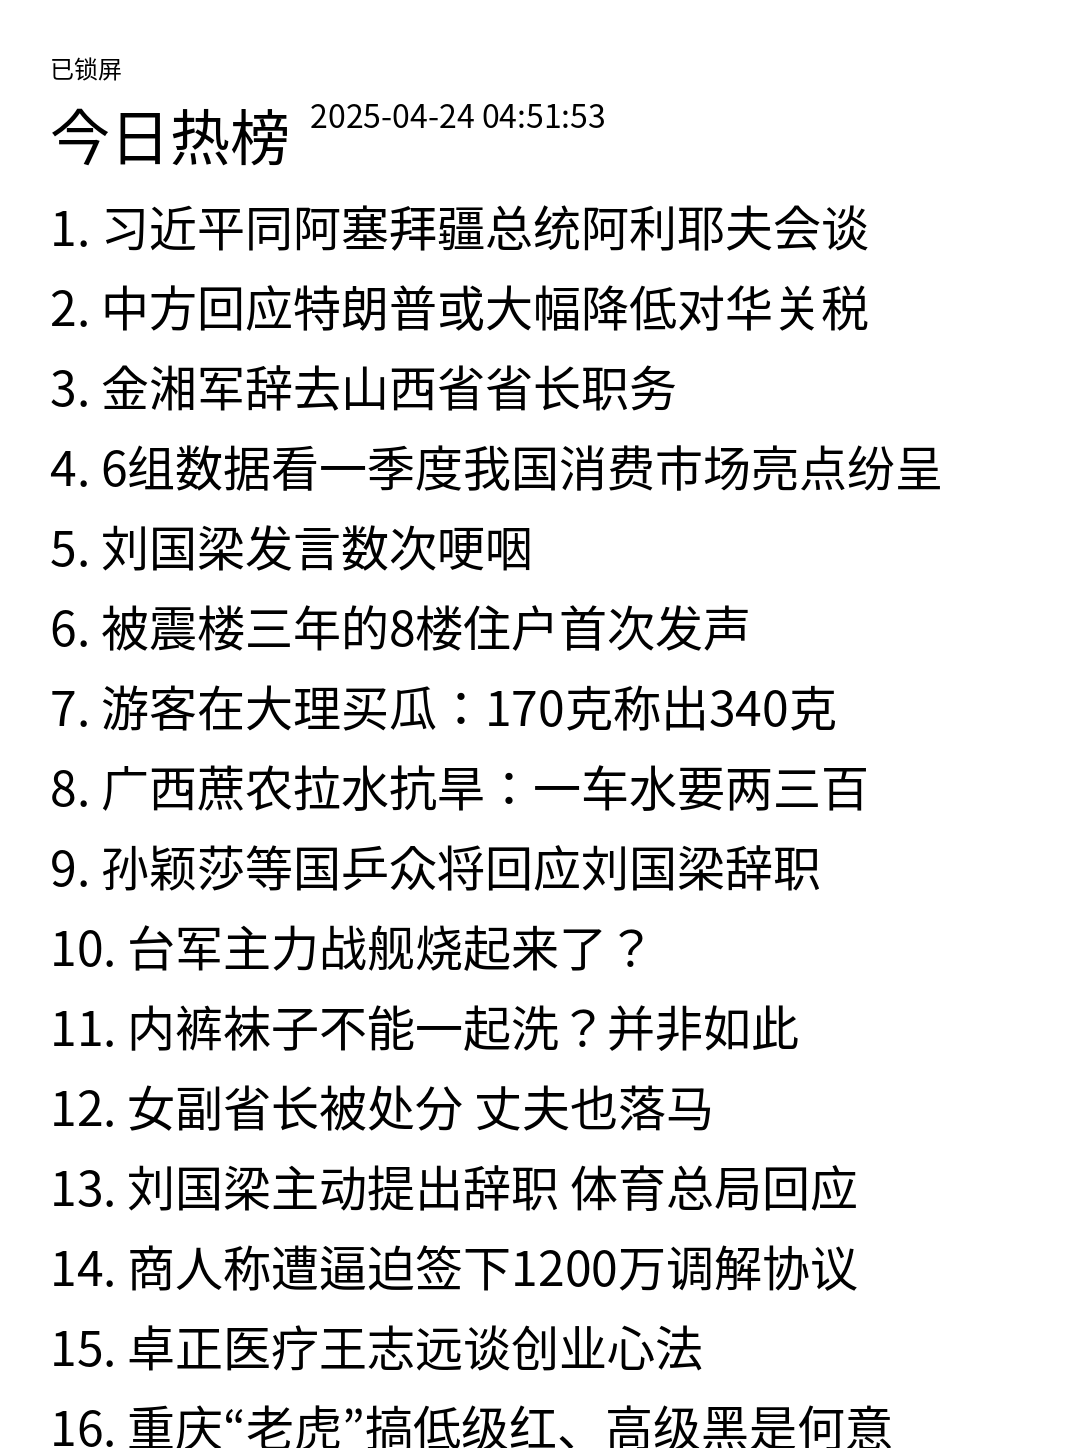 已锁屏
今日热榜 2025-04-24 04:51:53
1. 习近平同阿塞拜疆总统阿利耶夫会谈
2. 中方回应特朗普或大幅降低对华关税
3. 金湘军辞去山西省省长职务
4. 6组数据看一季度我国消费市场亮点纷呈
5. 刘国梁发言数次哽咽
6. 被震楼三年的8楼住户首次发声
7. 游客在大理买瓜：170克称出340克
8. 广西蔗农拉水抗旱：一车水要两三百
9. 孙颖莎等国乒众将回应刘国梁辞职
10. 台军主力战舰烧起来了？
11. 内裤袜子不能一起洗？并非如此
12. 女副省长被处分 丈夫也落马
13. 刘国梁主动提出辞职 体育总局回应
14. 商人称遭逼迫签下1200万调解协议
15. 卓正医疗王志远谈创业心法
16. 重庆“老虎”搞低级红、高级黑是何意